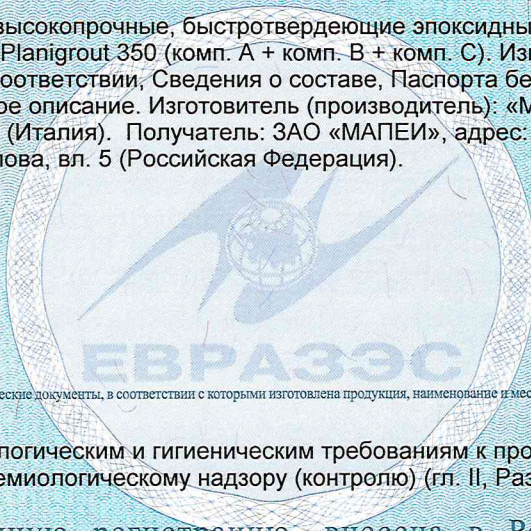 высокопрочные, быстротвердеющие эпоксидны
Planigrout 350 (комп. А + комп. В + комп. С). Из
оответствии, Сведения о составе, Паспорта бе
ое описание. Изготовитель (производитель): «М
(Италия). Получатель: ЗАО «МАПЕИ», адрес:
лова, вл. 5 (Российская Федерация).
ЕВРАЗЭС
еские документы, в соответствии с которыми изготовлена продукция, наименование и мес
логическим и гигиеническим требованиям к про
емиологическому надзору (контролю) (гл. II, Раз